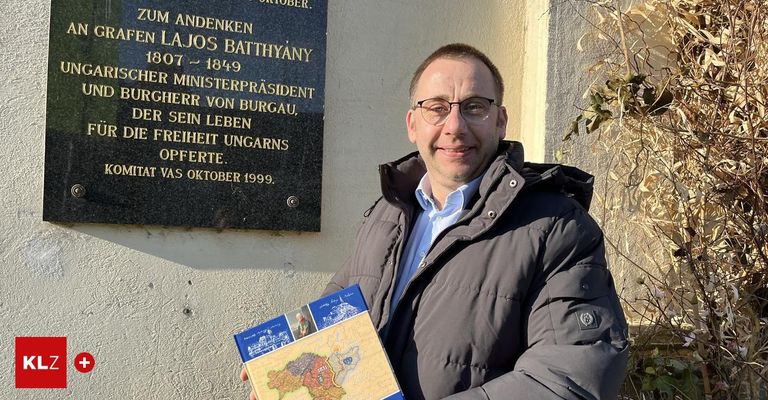 OKTOBER.
ZUM ANDENKEN
AN GRAFEN LAJOS BATTHYÁNY
1807 – 1849
UNGARISCHER MINISTERPRÄSIDENT
UND BURGHERR VON BURGAU,
DER SEIN LEBEN
FÜR DIE FREIHEIT UNGARNS
OPFERTE.
KOMITAT VAS OKTOBER 1999.
KLZ +